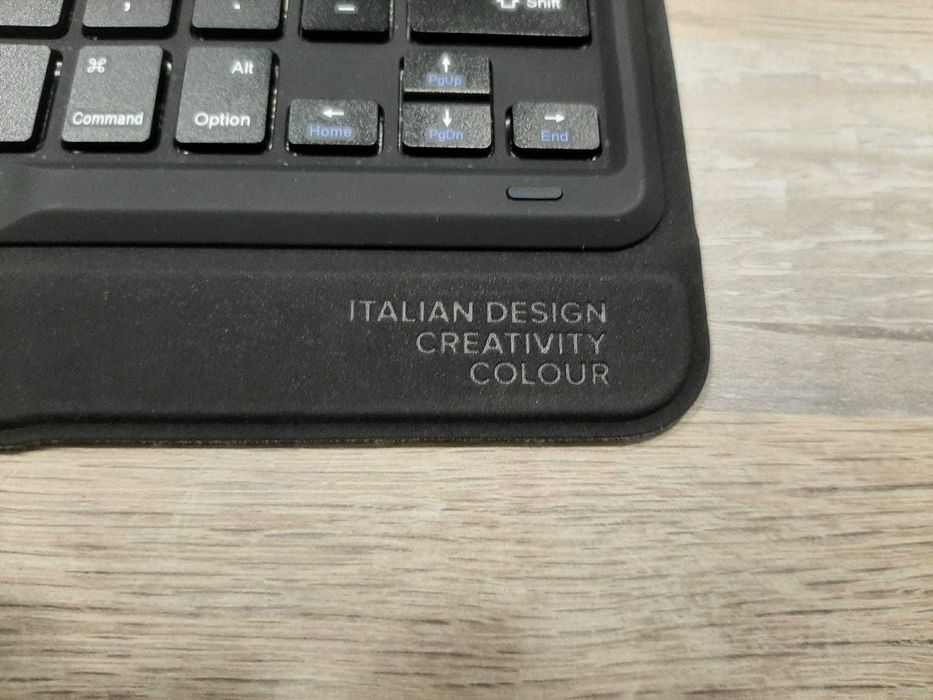 Shift
⌘ Alt
Command Option
← Home
↑ PgUp
↓ PgDn
→ End
ITALIAN DESIGN
CREATIVITY
COLOUR